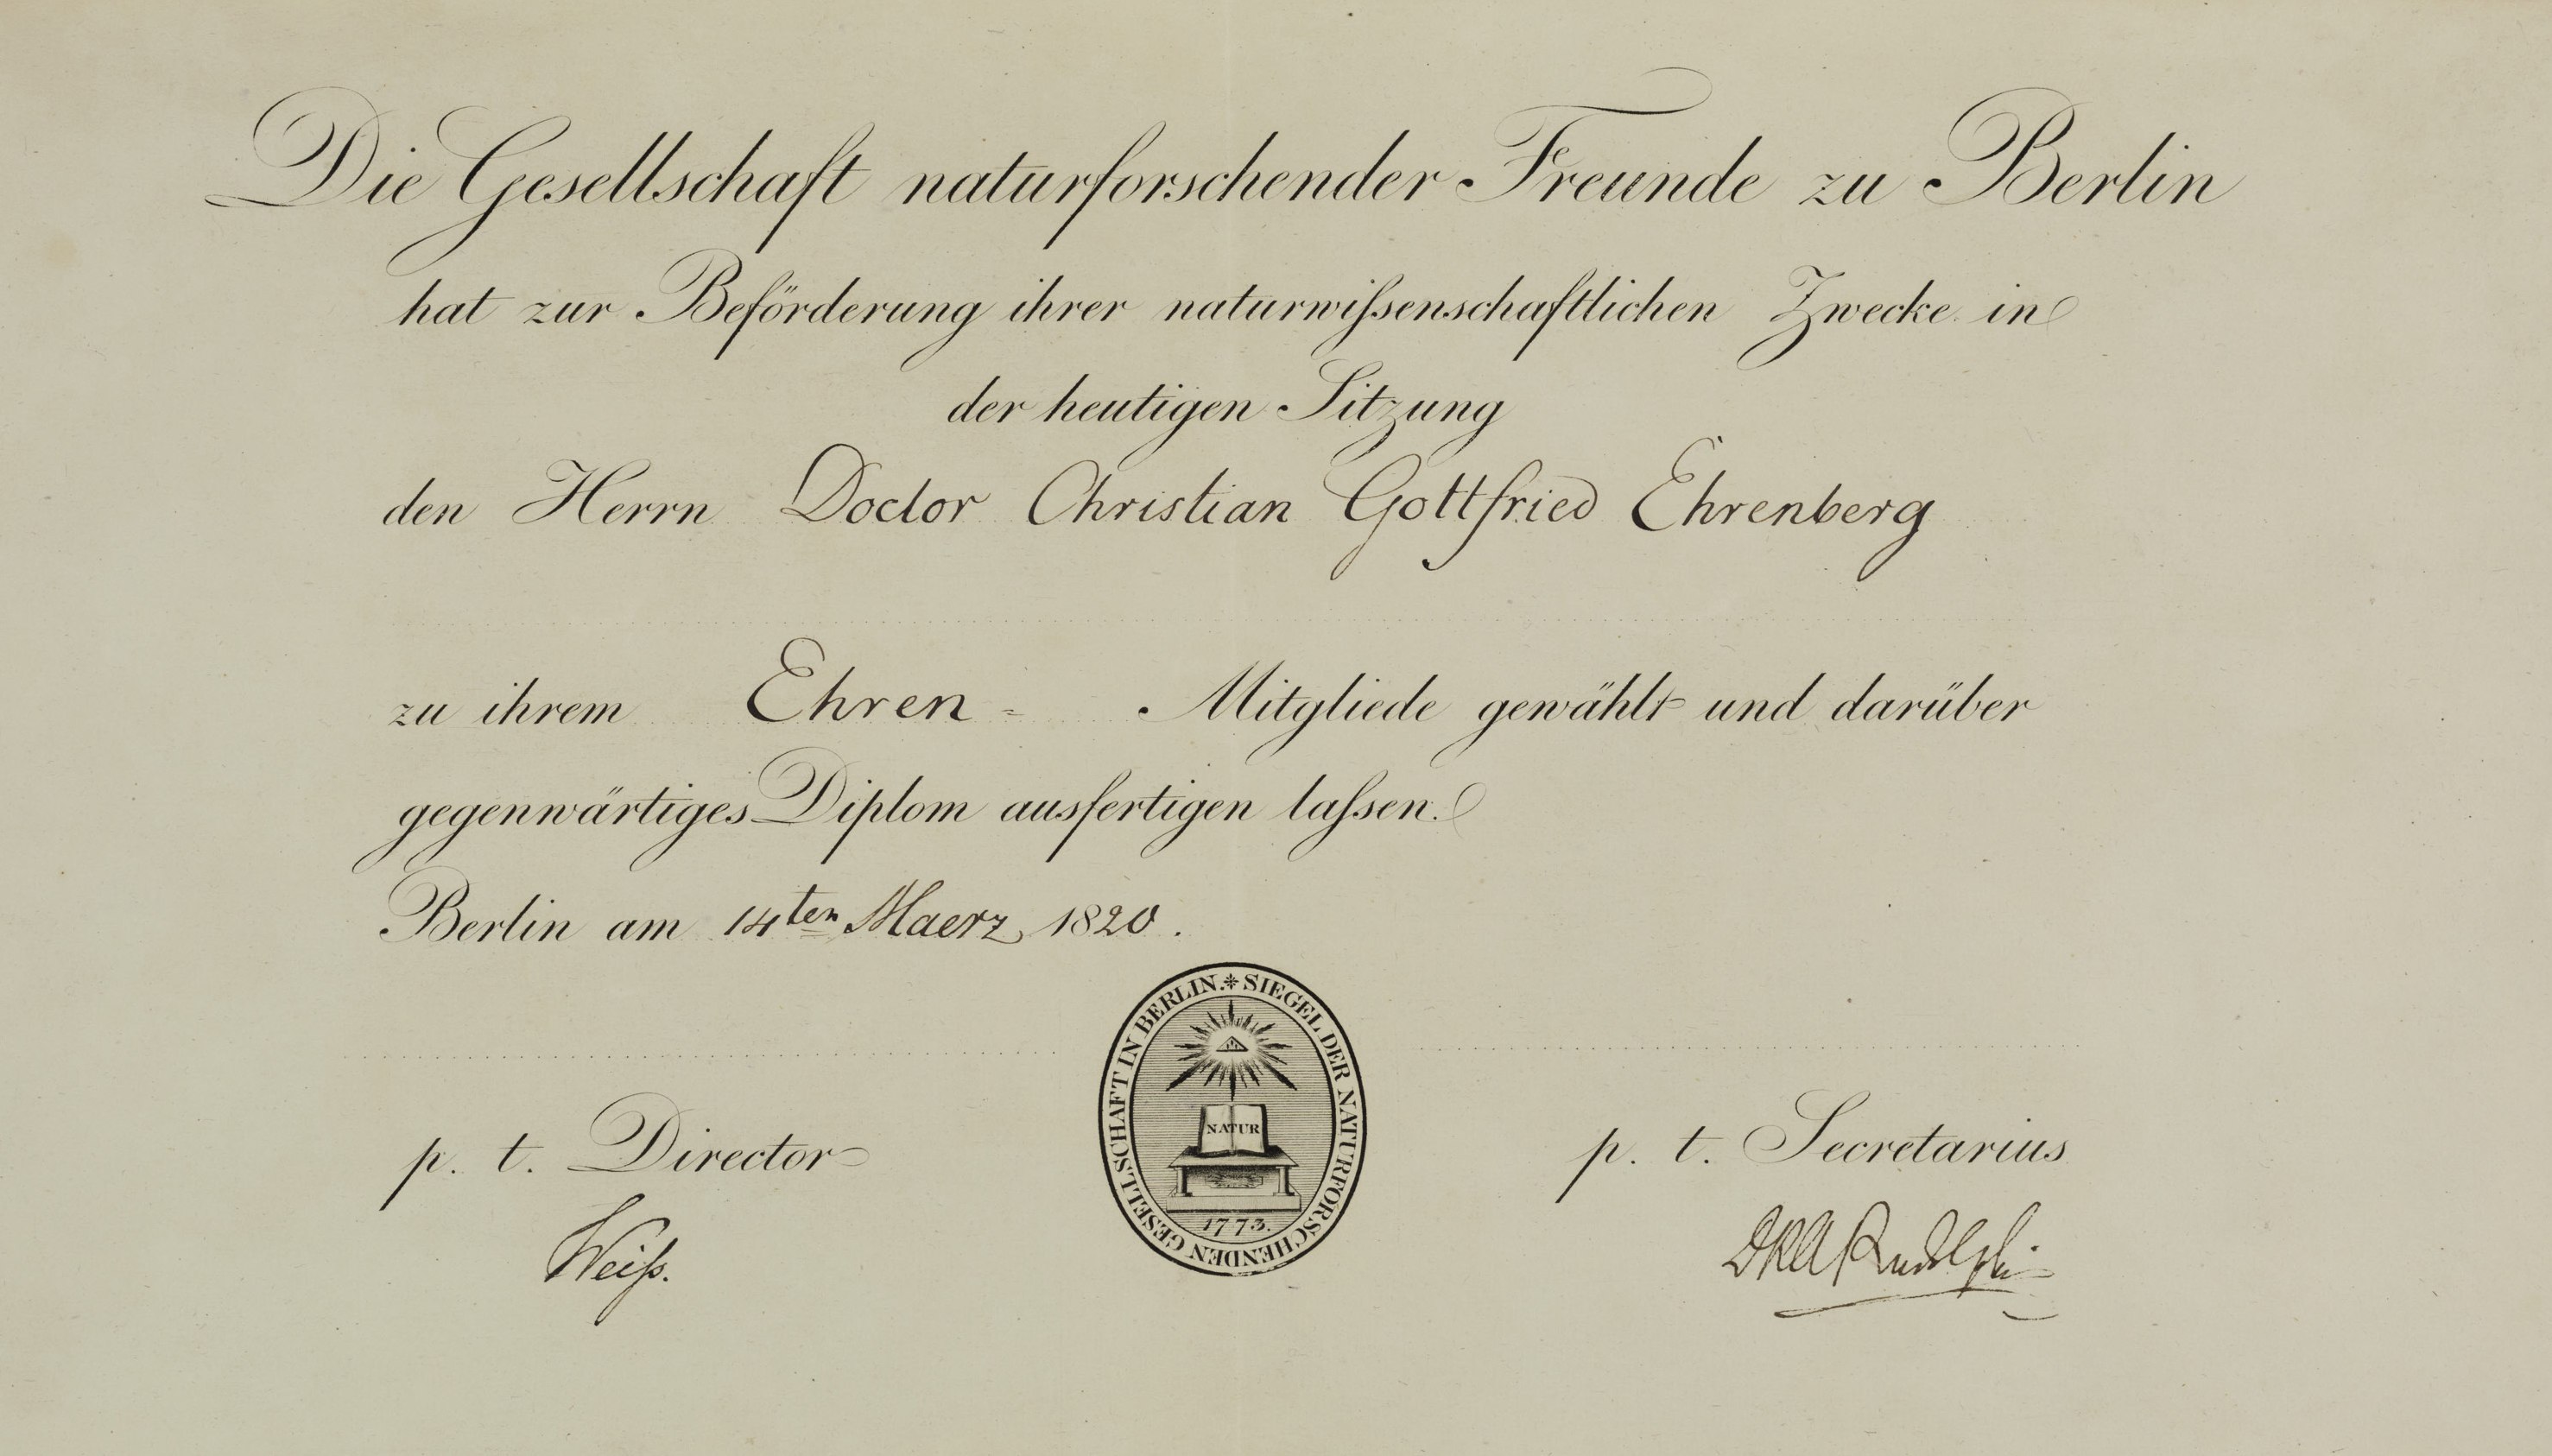 Die Gesellschaft naturforschender Freunde zu Berlin
hat zur Beförderung ihrer naturwißenschaftlichen Zwecke in
der heutigen Sitzung
den Herrn Doctor Christian Gottfried Ehrenberg
zu ihrem Ehren= Mitgliede gewählt und darüber
gegenwärtiges Diplom ausfertigen laßen.
Berlin am 14ten Maerz 1820.
SIEGEL DER NATURFORSCHENDEN GESELLSCHAFT IN BERLIN.
NATUR
1773.
p. t. Director
Weiß.
p. t. Secretarius
DKARudolphi